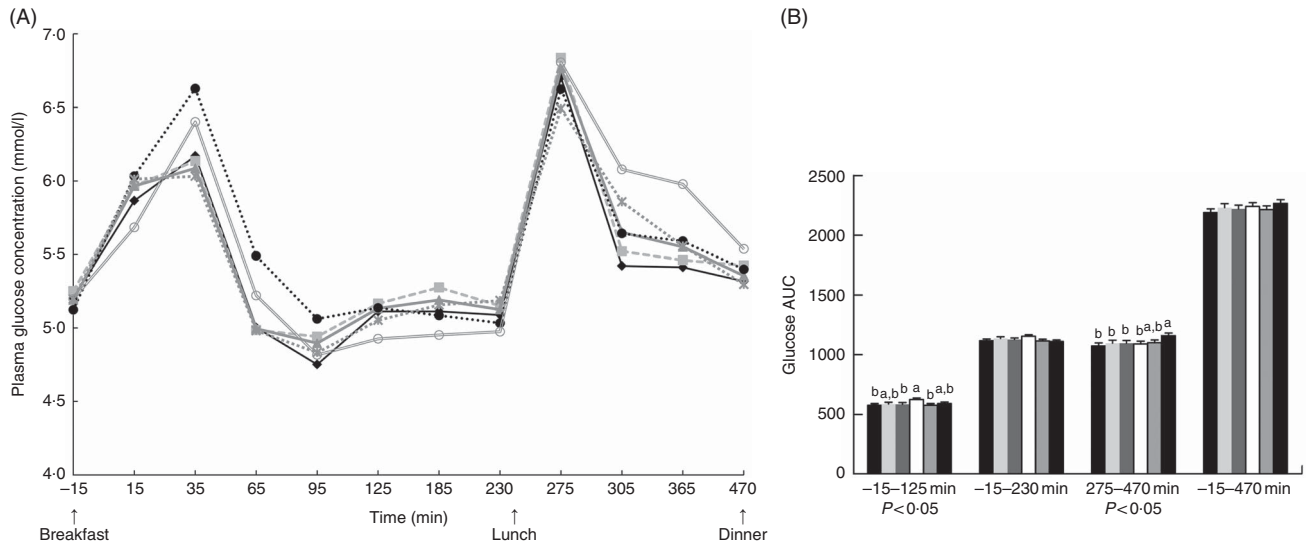 (A)
7·0
6·5
6·0
5·5
5·0
4·5
4·0
Plasma glucose concentration (mmol/l)
–15 15 35 65 95 125 185 230 275 305 365 470
Time (min)
↑ ↑ ↑
Breakfast Lunch Dinner
(B)
2500
2000
1500
1000
500
0
Glucose AUC
b a,b b a b a,b
b b b b a,b a
–15–125 min –15–230 min 275–470 min –15–470 min
P < 0·05 P < 0·05